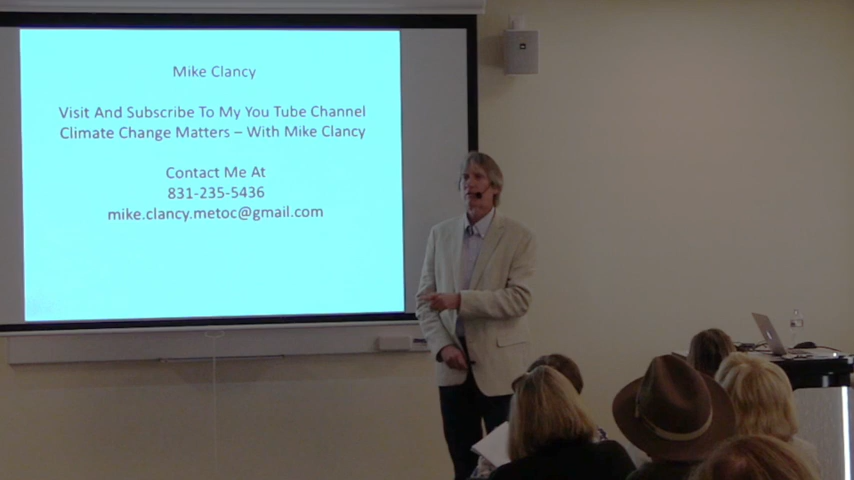 Mike Clancy
Visit And Subscribe To My You Tube Channel
Climate Change Matters – With Mike Clancy
Contact Me At
831-235-5436
mike.clancy.metoc@gmail.com